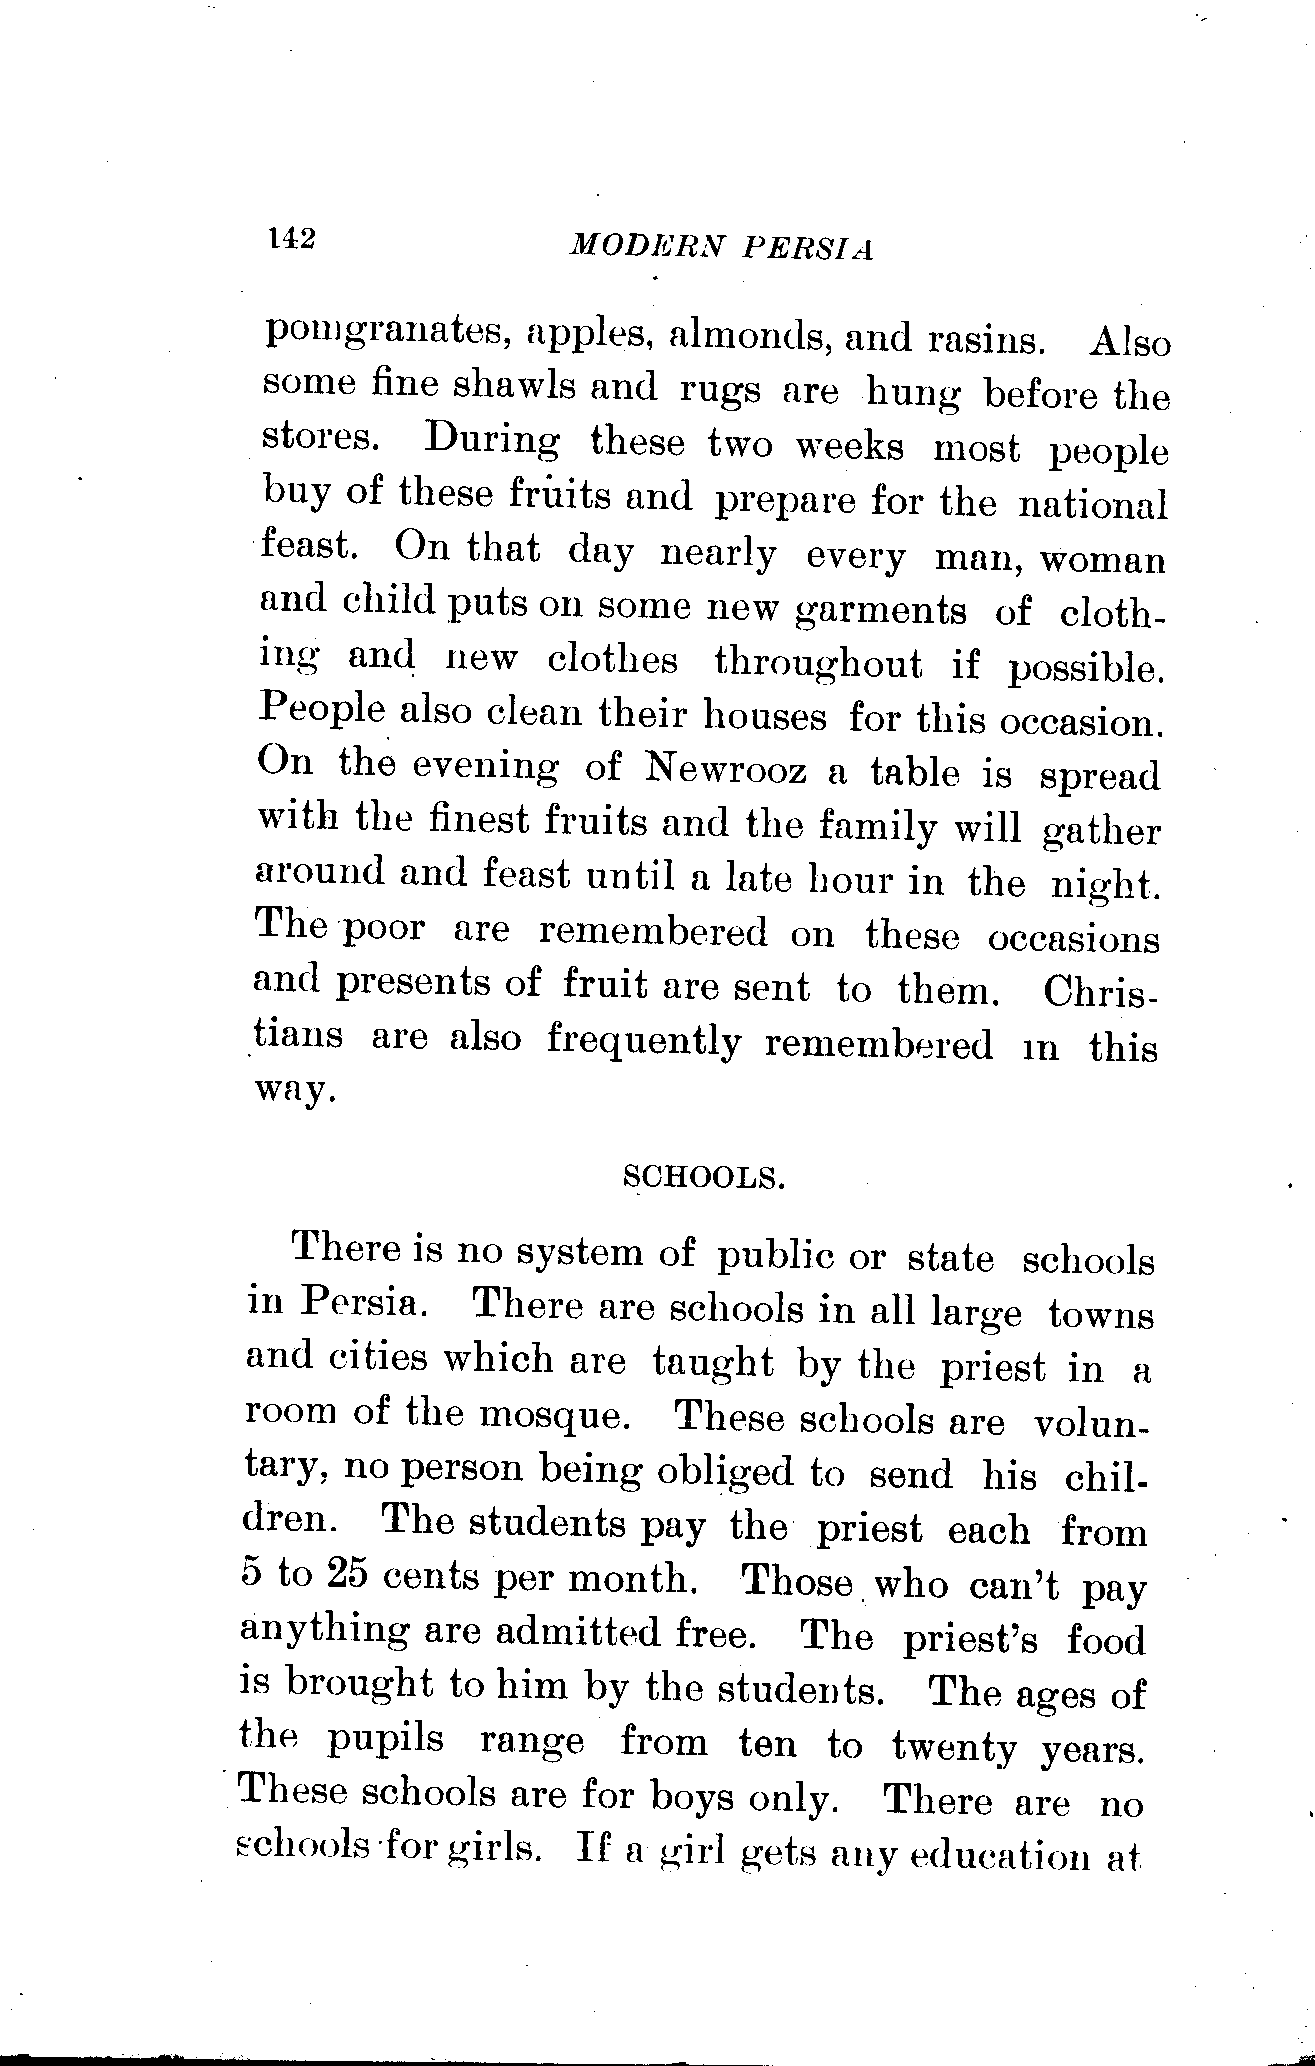 142 MODERN PERSIA
pomgranates, apples, almonds, and rasins. Also
some fine shawls and rugs are hung before the
stores. During these two weeks most people
buy of these fruits and prepare for the national
feast. On that day nearly every man, woman
and child puts on some new garments of cloth-
ing and new clothes throughout if possible.
People also clean their houses for this occasion.
On the evening of Newrooz a table is spread
with the finest fruits and the family will gather
around and feast until a late hour in the night.
The poor are remembered on these occasions
and presents of fruit are sent to them. Chris-
tians are also frequently remembered in this
way.
SCHOOLS.
There is no system of public or state schools
in Persia. There are schools in all large towns
and cities which are taught by the priest in a
room of the mosque. These schools are volun-
tary, no person being obliged to send his chil-
dren. The students pay the priest each from
5 to 25 cents per month. Those who can't pay
anything are admitted free. The priest's food
is brought to him by the students. The ages of
the pupils range from ten to twenty years.
These schools are for boys only. There are no
schools for girls. If a girl gets any education at